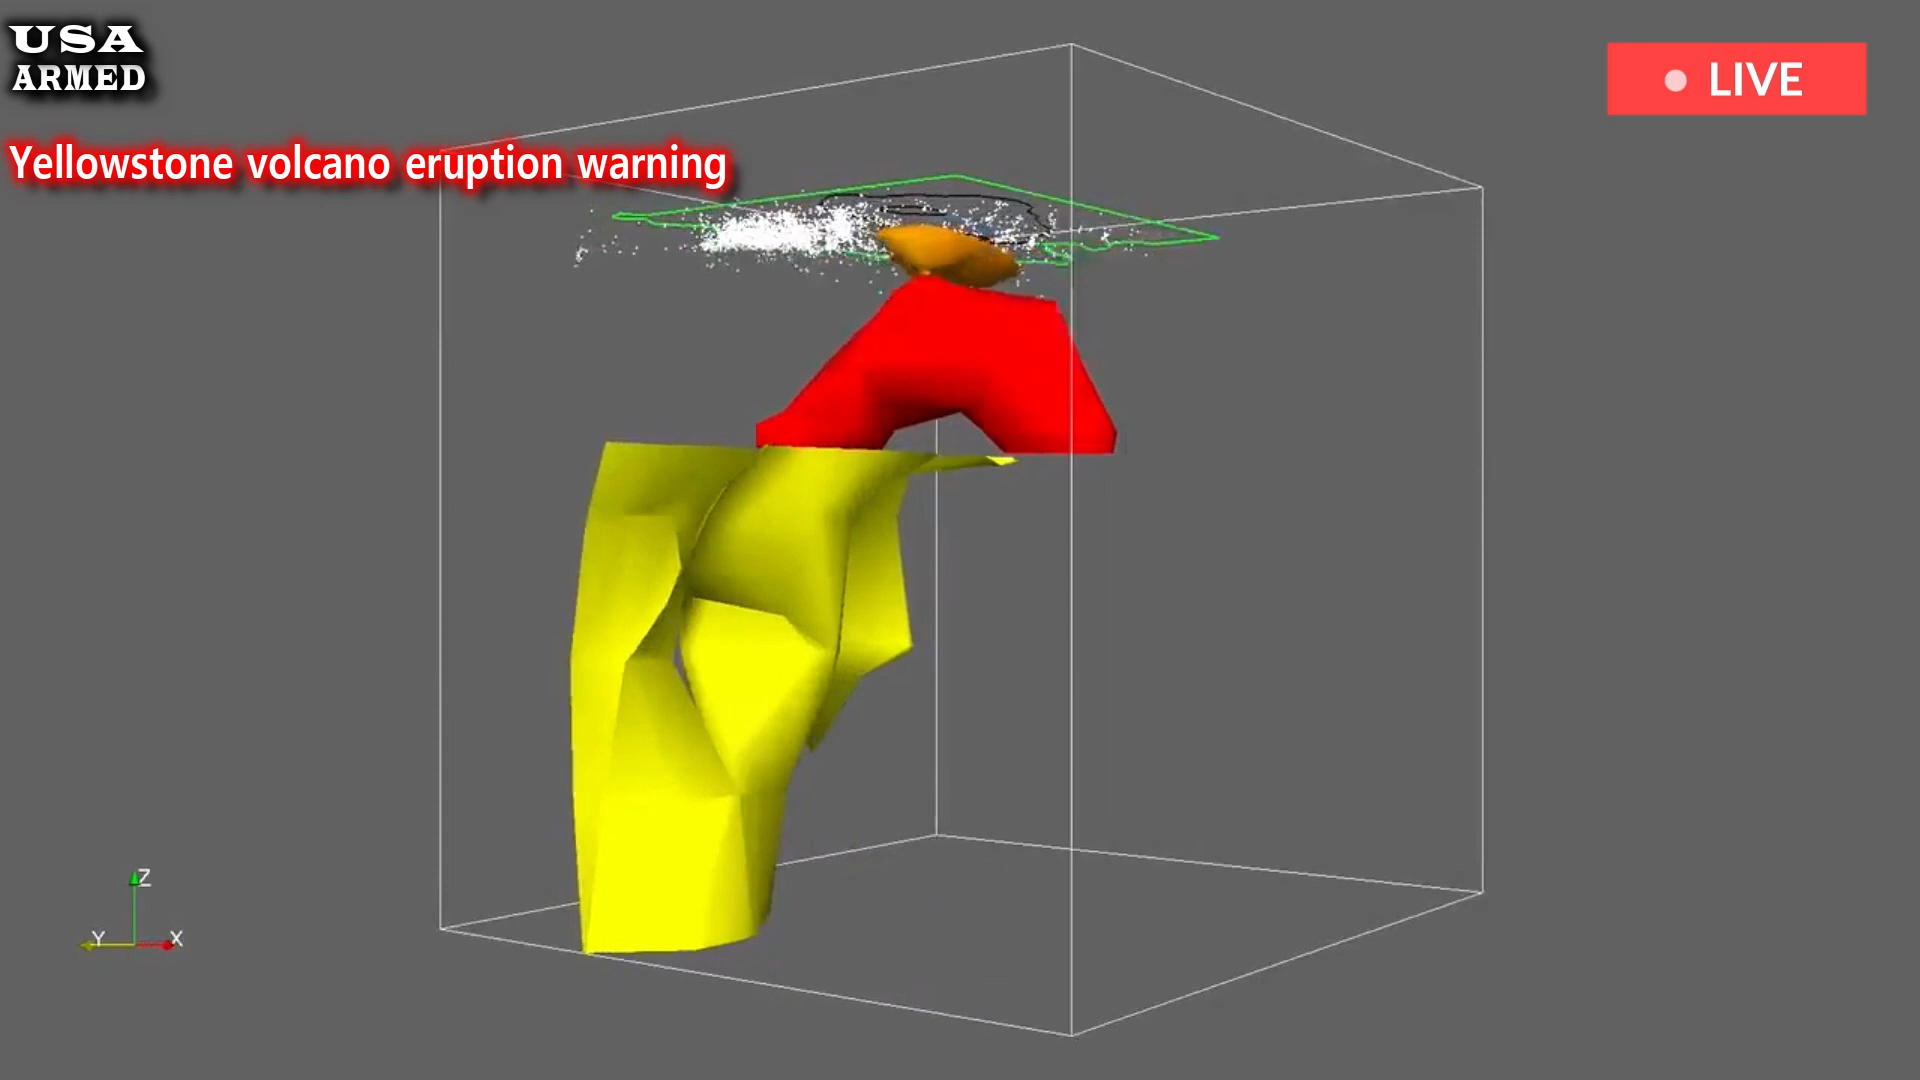 USA
ARMED
LIVE
Yellowstone volcano eruption warning
Z
Y
X